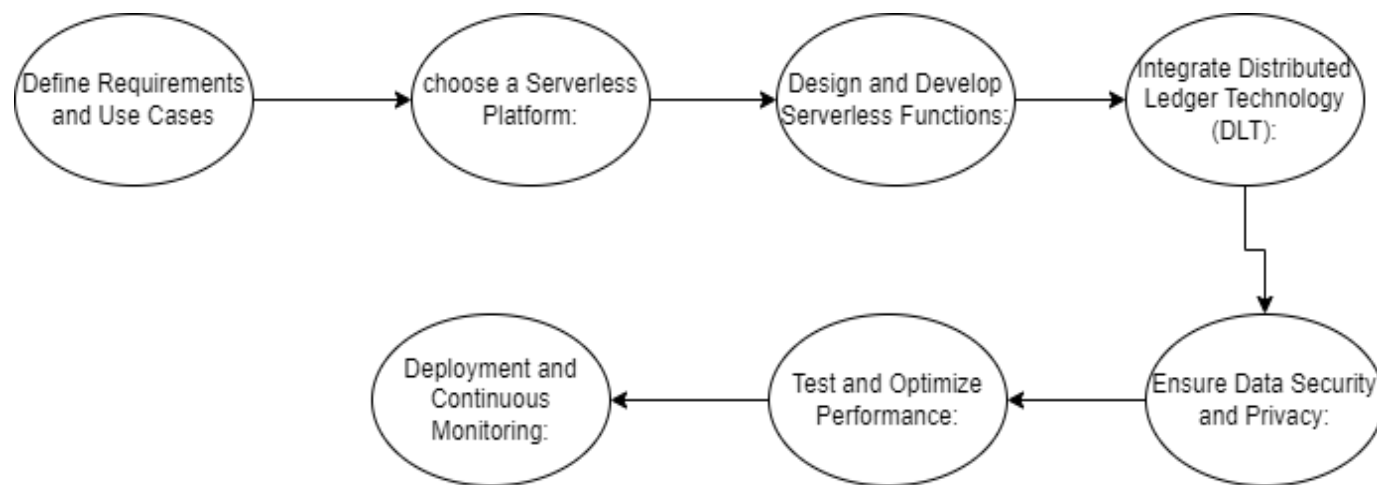 Define Requirements
and Use Cases
choose a Serverless
Platform:
Design and Develop
Serverless Functions:
Integrate Distributed
Ledger Technology
(DLT):
Ensure Data Security
and Privacy:
Test and Optimize
Performance:
Deployment and
Continuous
Monitoring: